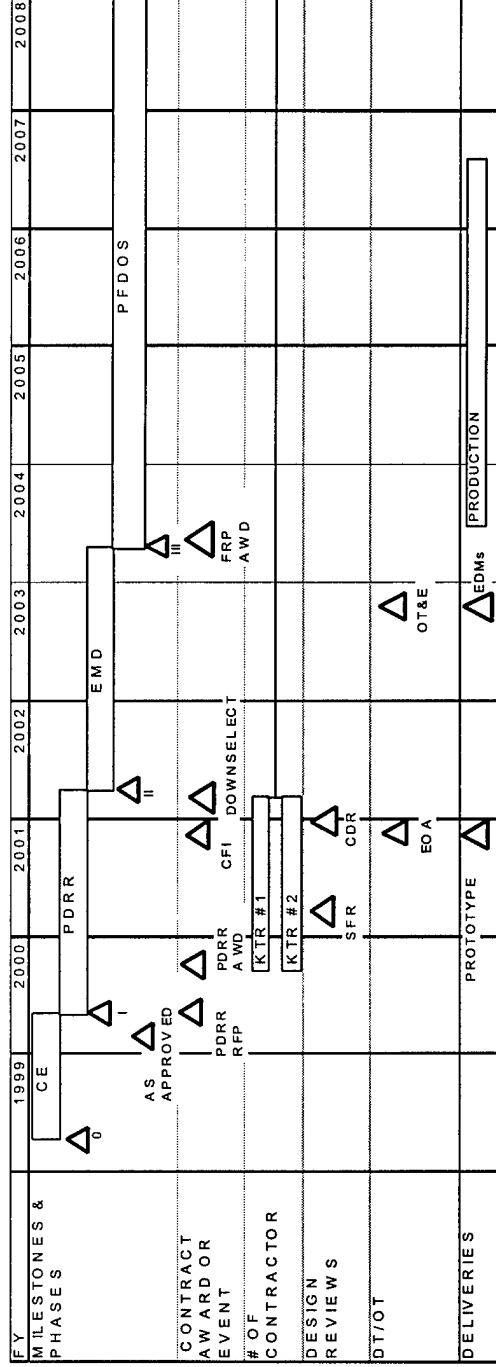 FY 1999 2000 2001 2002 2003 2004 2005 2006 2007 2008
MILESTONES &
PHASES
CE
PDRR
EMD
PFDOS
0
I
II
III
AS
APPROVED
CONTRACT
AWARD OR
EVENT
PDRR
RFP
PDRR
AWD
CFI
DOWNSELECT
FRP
AWD
# OF
CONTRACTOR
KTR #1
KTR #2
DESIGN
REVIEWS
SFR
CDR
DT/OT
EOA
OT&E
DELIVERIES
PROTOTYPE
EDMs
PRODUCTION